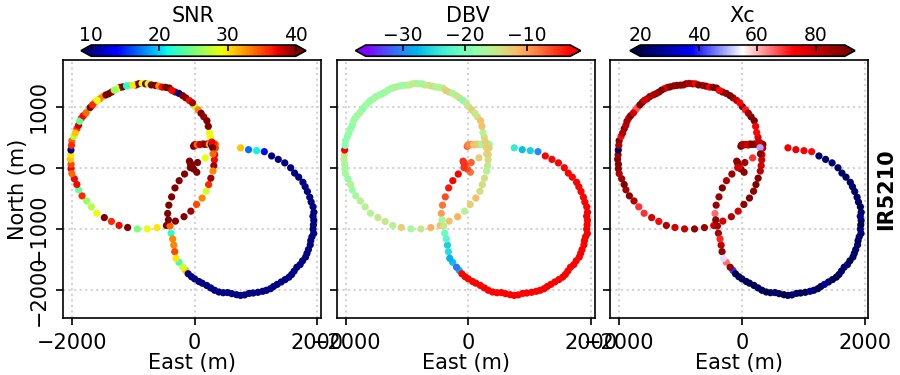 SNR DBV Xc
10 20 30 40 −30 −20 −10 20 40 60 80
1000
0
−1000
−2000
North (m)
IR5210
−2000 0 2000 −2000 0 2000 −2000 0 2000
East (m) East (m) East (m)